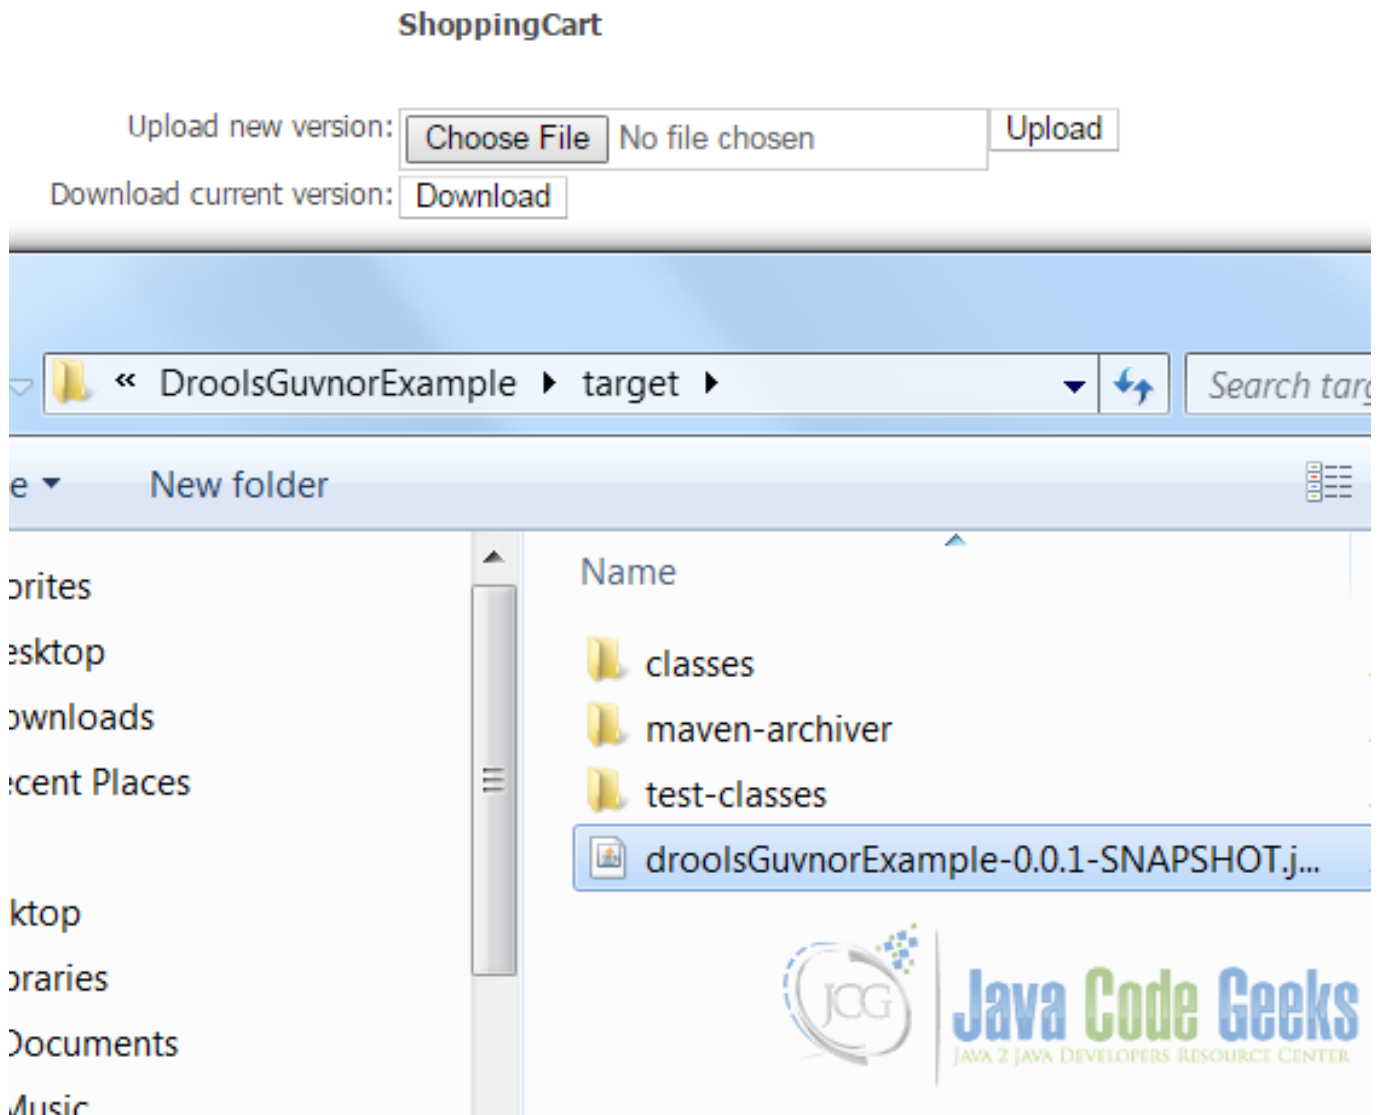 ShoppingCart
Upload new version: Choose File No file chosen Upload
Download current version: Download
« DroolsGuvnorExample target Search targ
e New folder
Name
orites
esktop
ownloads
ecent Places
ktop
braries
Documents
Music
classes
maven-archiver
test-classes
droolsGuvnorExample-0.0.1-SNAPSHOT.j...
JCG
Java Code Geeks
JAVA 2 JAVA DEVELOPERS RESOURCE CENTER